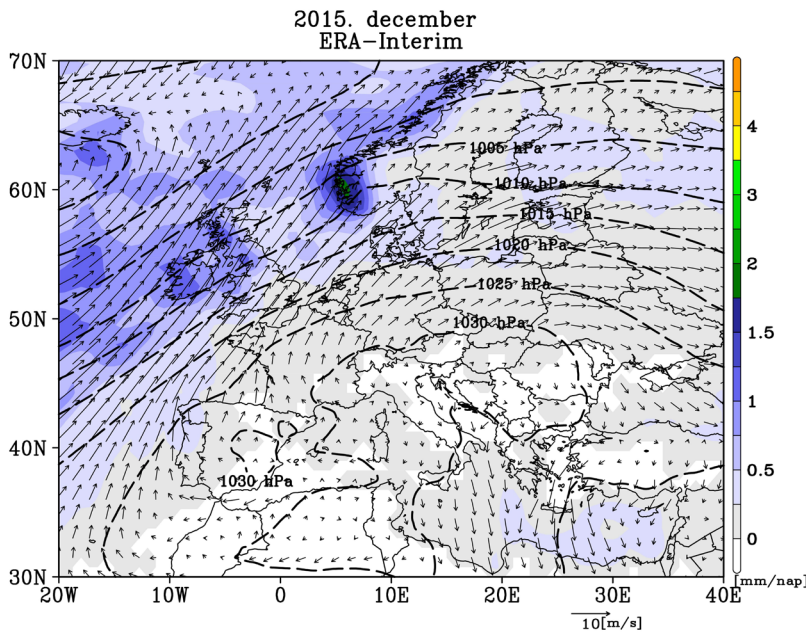 2015. december
ERA-Interim
70N
60N
50N
40N
30N
1005 hPa
1010 hPa
1015 hPa
1020 hPa
1025 hPa
1030 hPa
1030 hPa
20W
10W
0
10E
20E
30E
40E
4
3
2
1.5
1
0.5
0
[mm/nap]
10[m/s]